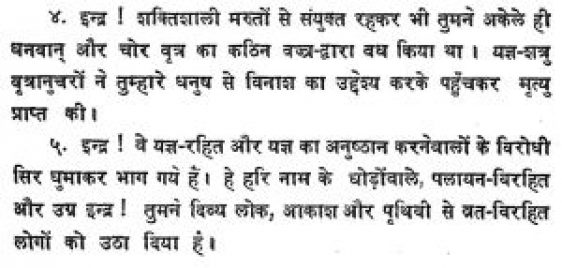 ४. इन्द्र ! शक्तिशाली मरुतों से संयुक्त रहकर भी तुमने अकेले ही
धनवान् और चोर वृत्र का कठिन वज्र-द्वारा वध किया था । यज्ञ-शत्रु
वृत्रानुचरों ने तुम्हारे धनुष से विनाश का उद्देश्य करके पहुँचकर मृत्यु
प्राप्त की ।
५. इन्द्र ! वे यज्ञ-रहित और यज्ञ का अनुष्ठान करनेवालों के विरोधी
सिर घुमाकर भाग गये हैं । हे हरि नाम के घोड़ोंवाले, पलायन-विरहित
और उग्र इन्द्र ! तुमने दिव्य लोक, आकाश और पृथिवी से व्रत-विरहित
लोगों को उठा दिया है ।